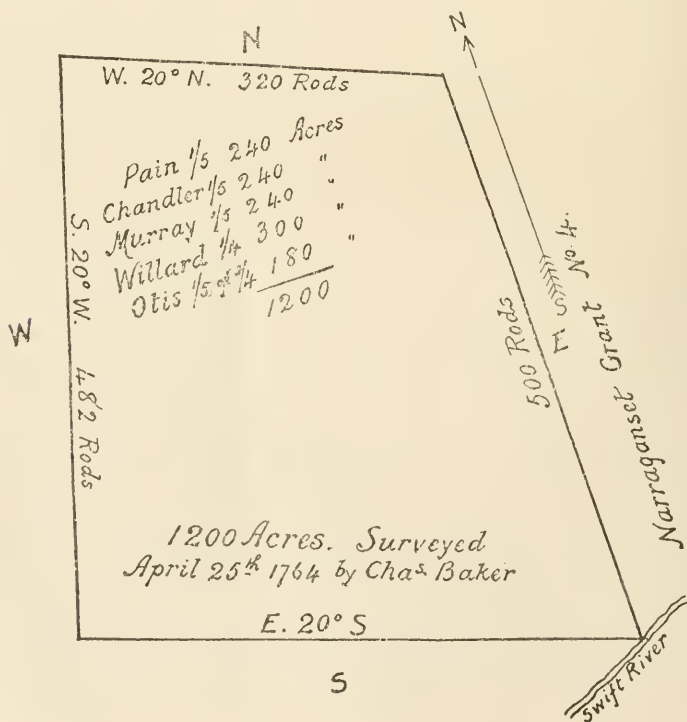 N
Z
W. 20° N. 320 Rods
Pain 1/5 240 Acres
Chandler 1/5 240 "
Murray 1/5 240 "
Willard 1/4 300 "
Otis 1/5 of 3/4 180 "
1200
S. 20° W. 482 Rods
W
500 Rods
E
Narraganset Grant No. 4.
1200 Acres. Surveyed
April 25th 1764 by Chas Baker
E. 20° S
S
Swift River